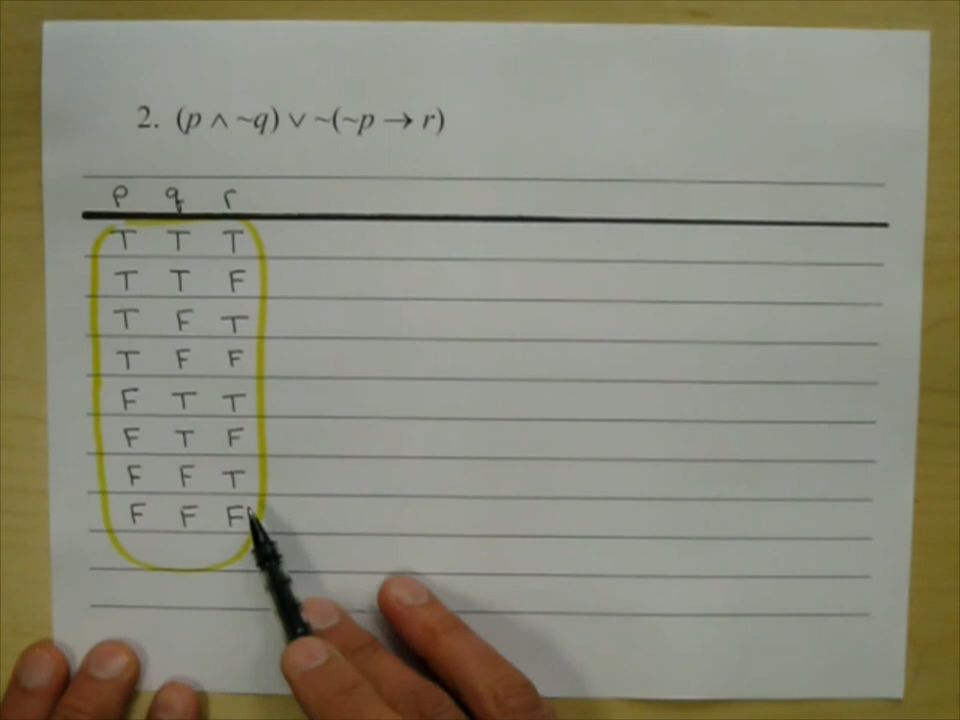 2. (p ∧ ~q) ∨ ~(~p → r)
p q r
T T T
T T F
T F T
T F F
F T T
F T F
F F T
F F F